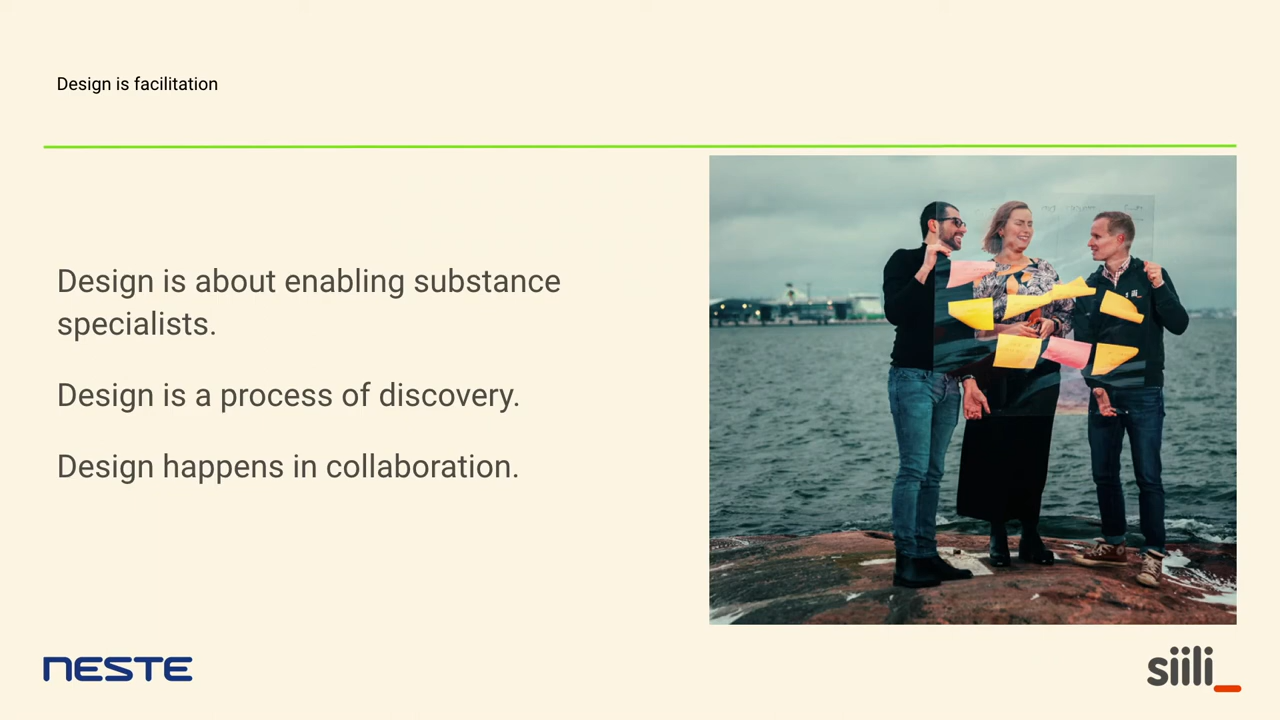 Design is facilitation
Design is about enabling substance
specialists.
Design is a process of discovery.
Design happens in collaboration.
NESTE
siili_